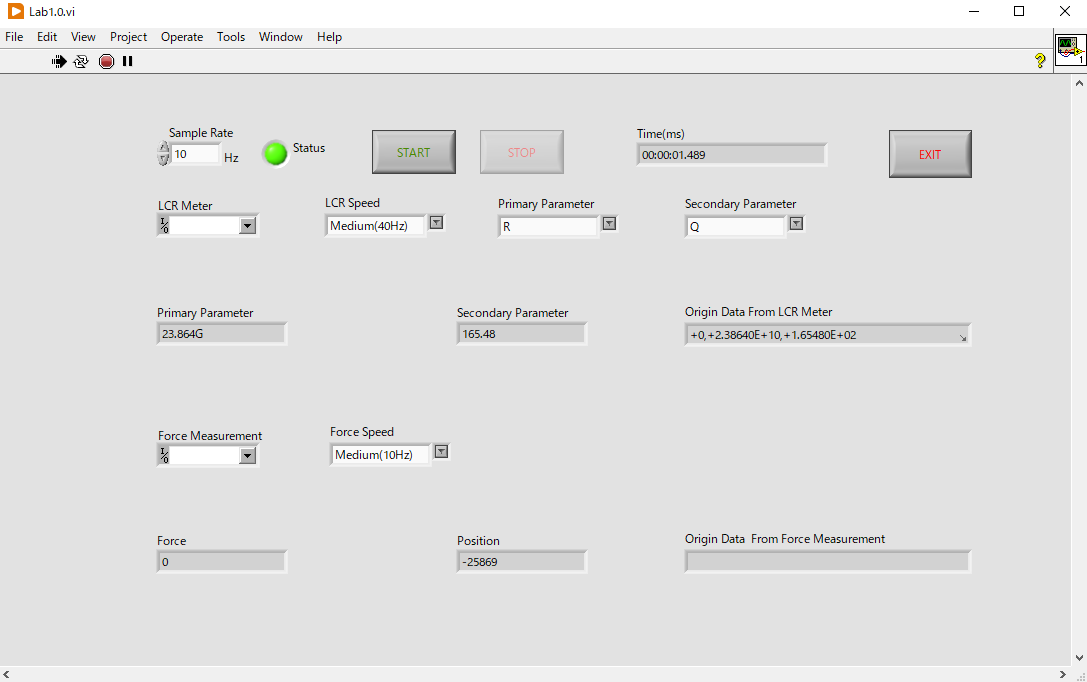 Lab1.0.vi
File Edit View Project Operate Tools Window Help
?
1
Sample Rate
10
Hz
Status
START
STOP
Time(ms)
00:00:01.489
EXIT
LCR Meter
I/O
LCR Speed
Medium(40Hz)
Primary Parameter
R
Secondary Parameter
Q
Primary Parameter
23.864G
Secondary Parameter
165.48
Origin Data From LCR Meter
+0,+2.38640E+10,+1.65480E+02
Force Measurement
I/O
Force Speed
Medium(10Hz)
Force
0
Position
-25869
Origin Data  From Force Measurement